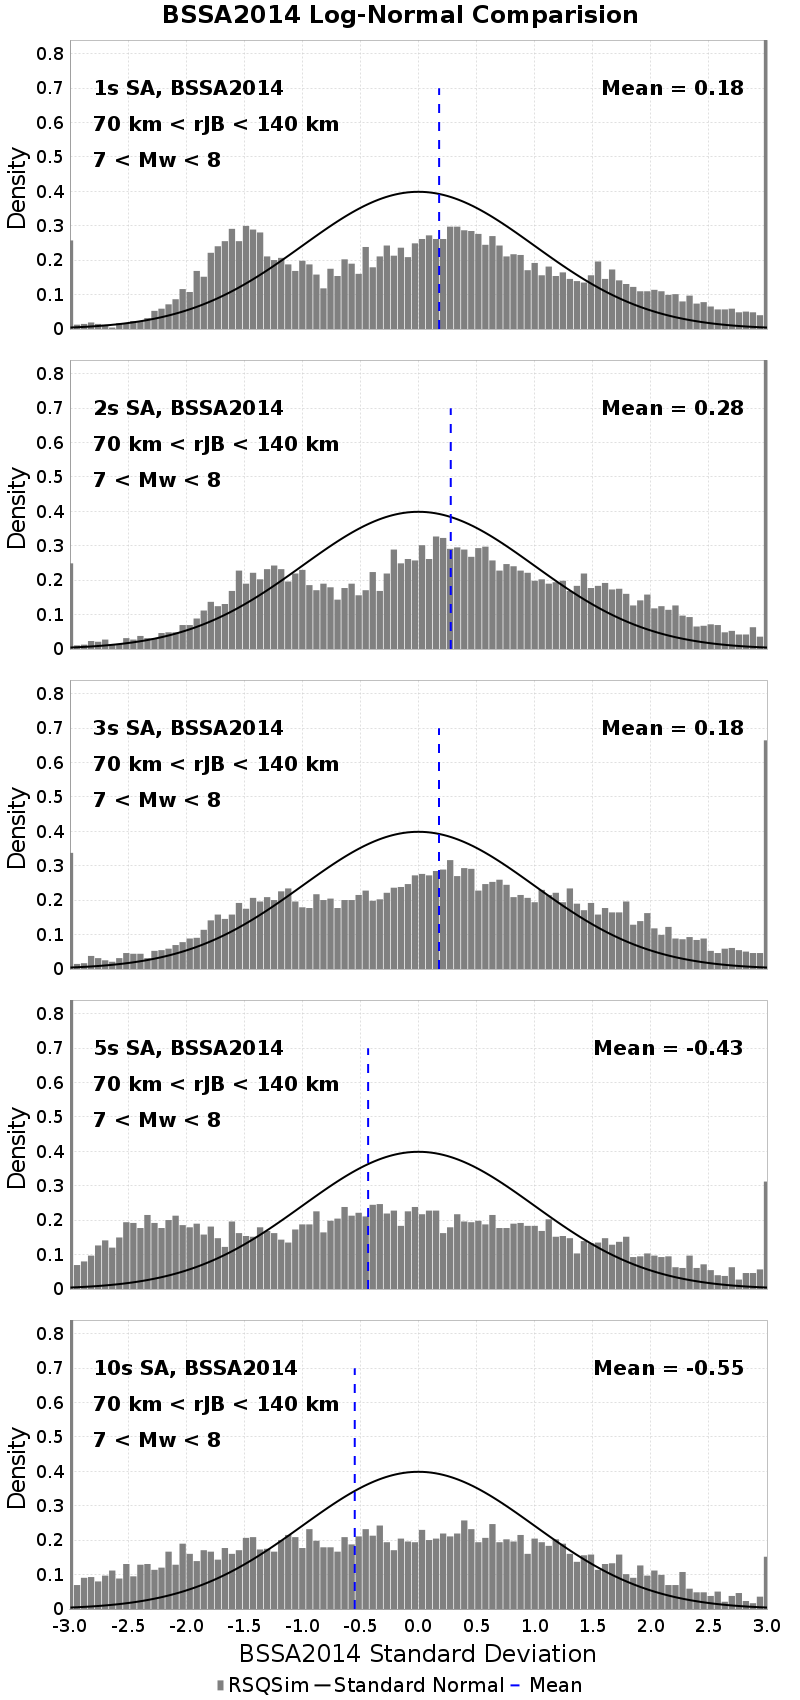 BSSA2014 Log-Normal Comparision
0.8
1s SA, BSSA2014 Mean = 0.18
0.7
70 km < rJB < 140 km
0.6
7 < Mw < 8
0.5
0.4
0.3
0.2
0.1
0
Density
0.8
2s SA, BSSA2014 Mean = 0.28
0.7
70 km < rJB < 140 km
0.6
7 < Mw < 8
0.5
0.4
0.3
0.2
0.1
0
Density
0.8
3s SA, BSSA2014 Mean = 0.18
0.7
70 km < rJB < 140 km
0.6
7 < Mw < 8
0.5
0.4
0.3
0.2
0.1
0
Density
0.8
5s SA, BSSA2014 Mean = -0.43
0.7
70 km < rJB < 140 km
0.6
7 < Mw < 8
0.5
0.4
0.3
0.2
0.1
0
Density
0.8
10s SA, BSSA2014 Mean = -0.55
0.7
70 km < rJB < 140 km
0.6
7 < Mw < 8
0.5
0.4
0.3
0.2
0.1
0
Density
-3.0 -2.5 -2.0 -1.5 -1.0 -0.5 0.0 0.5 1.0 1.5 2.0 2.5 3.0
BSSA2014 Standard Deviation
RSQSim Standard Normal Mean